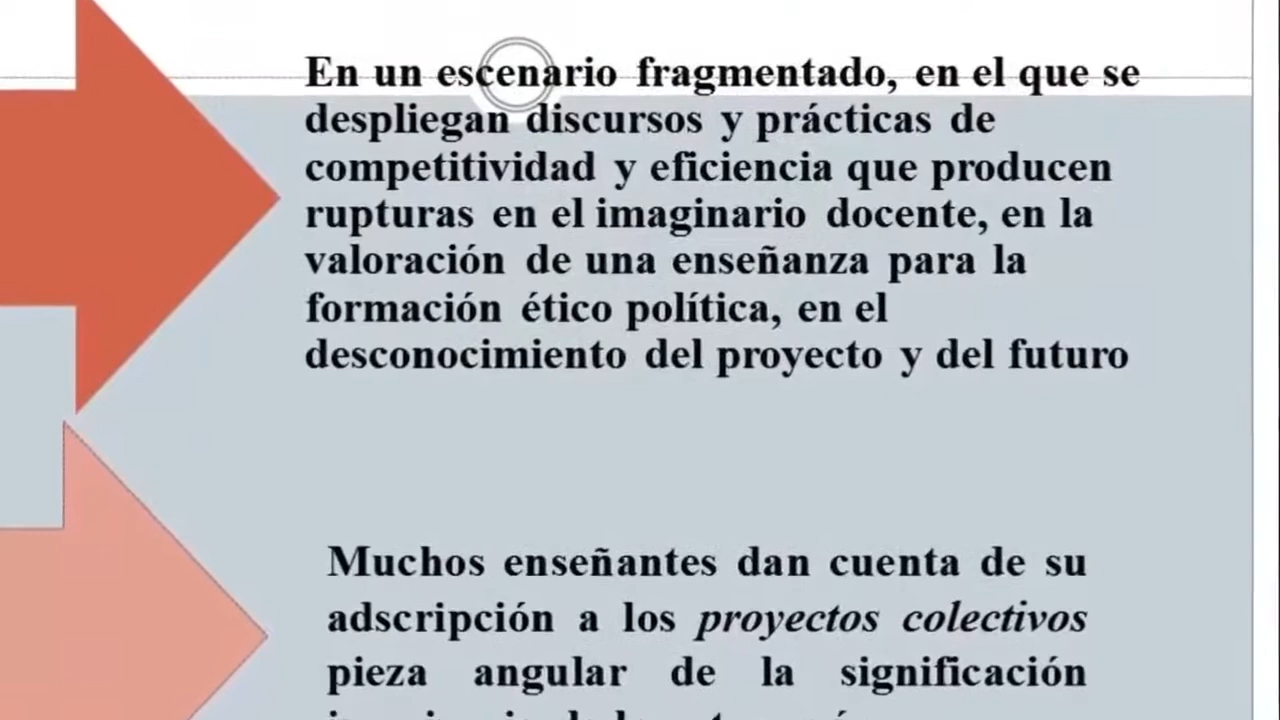 En un escenario fragmentado, en el que se
despliegan discursos y prácticas de
competitividad y eficiencia que producen
rupturas en el imaginario docente, en la
valoración de una enseñanza para la
formación ético política, en el
desconocimiento del proyecto y del futuro
Muchos enseñantes dan cuenta de su
adscripción a los proyectos colectivos
pieza angular de la significación